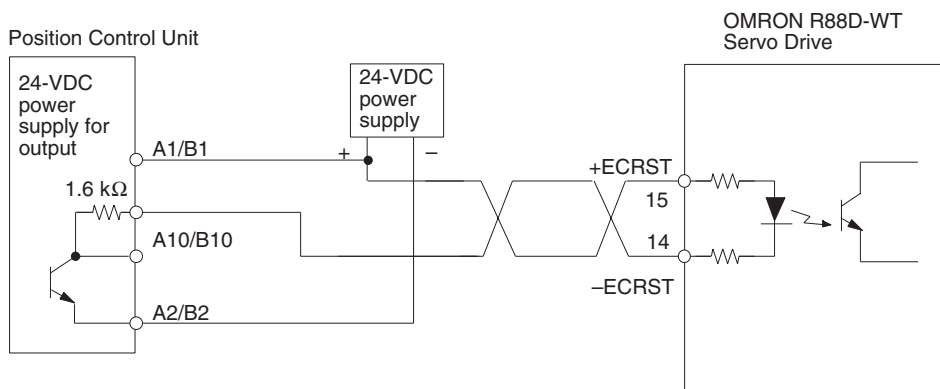 OMRON R88D-WT
Servo Drive
Position Control Unit
24-VDC
power
supply for
output
24-VDC
power
supply
A1/B1
+
–
+ECRST
1.6 kΩ
15
A10/B10
14
–ECRST
A2/B2